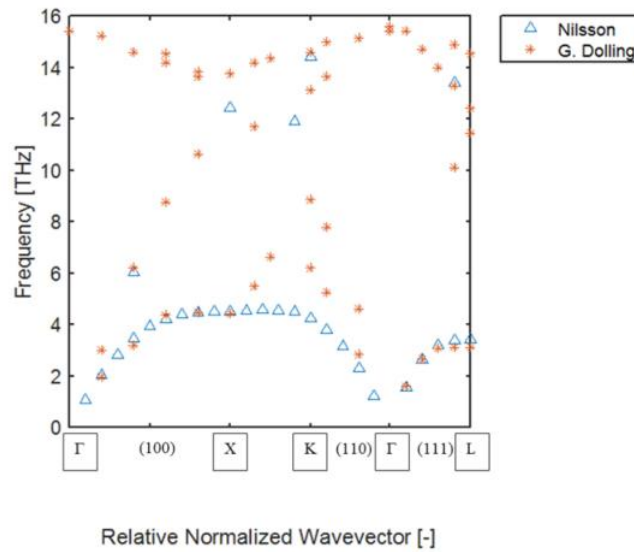 16
14
12
10
8
6
4
2
0
Frequency [THz]
Nilsson
G. Dolling
Γ (100) X K (110) Γ (111) L
Relative Normalized Wavevector [-]